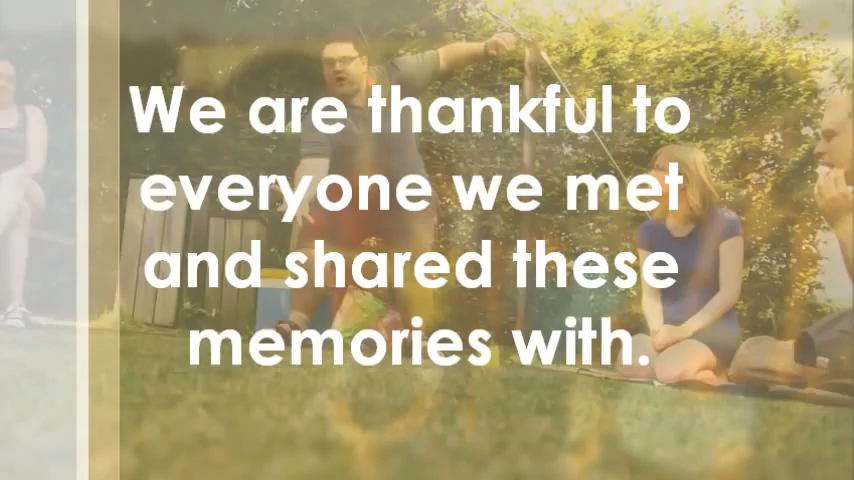 We are thankful to
everyone we met
and shared these
memories with.